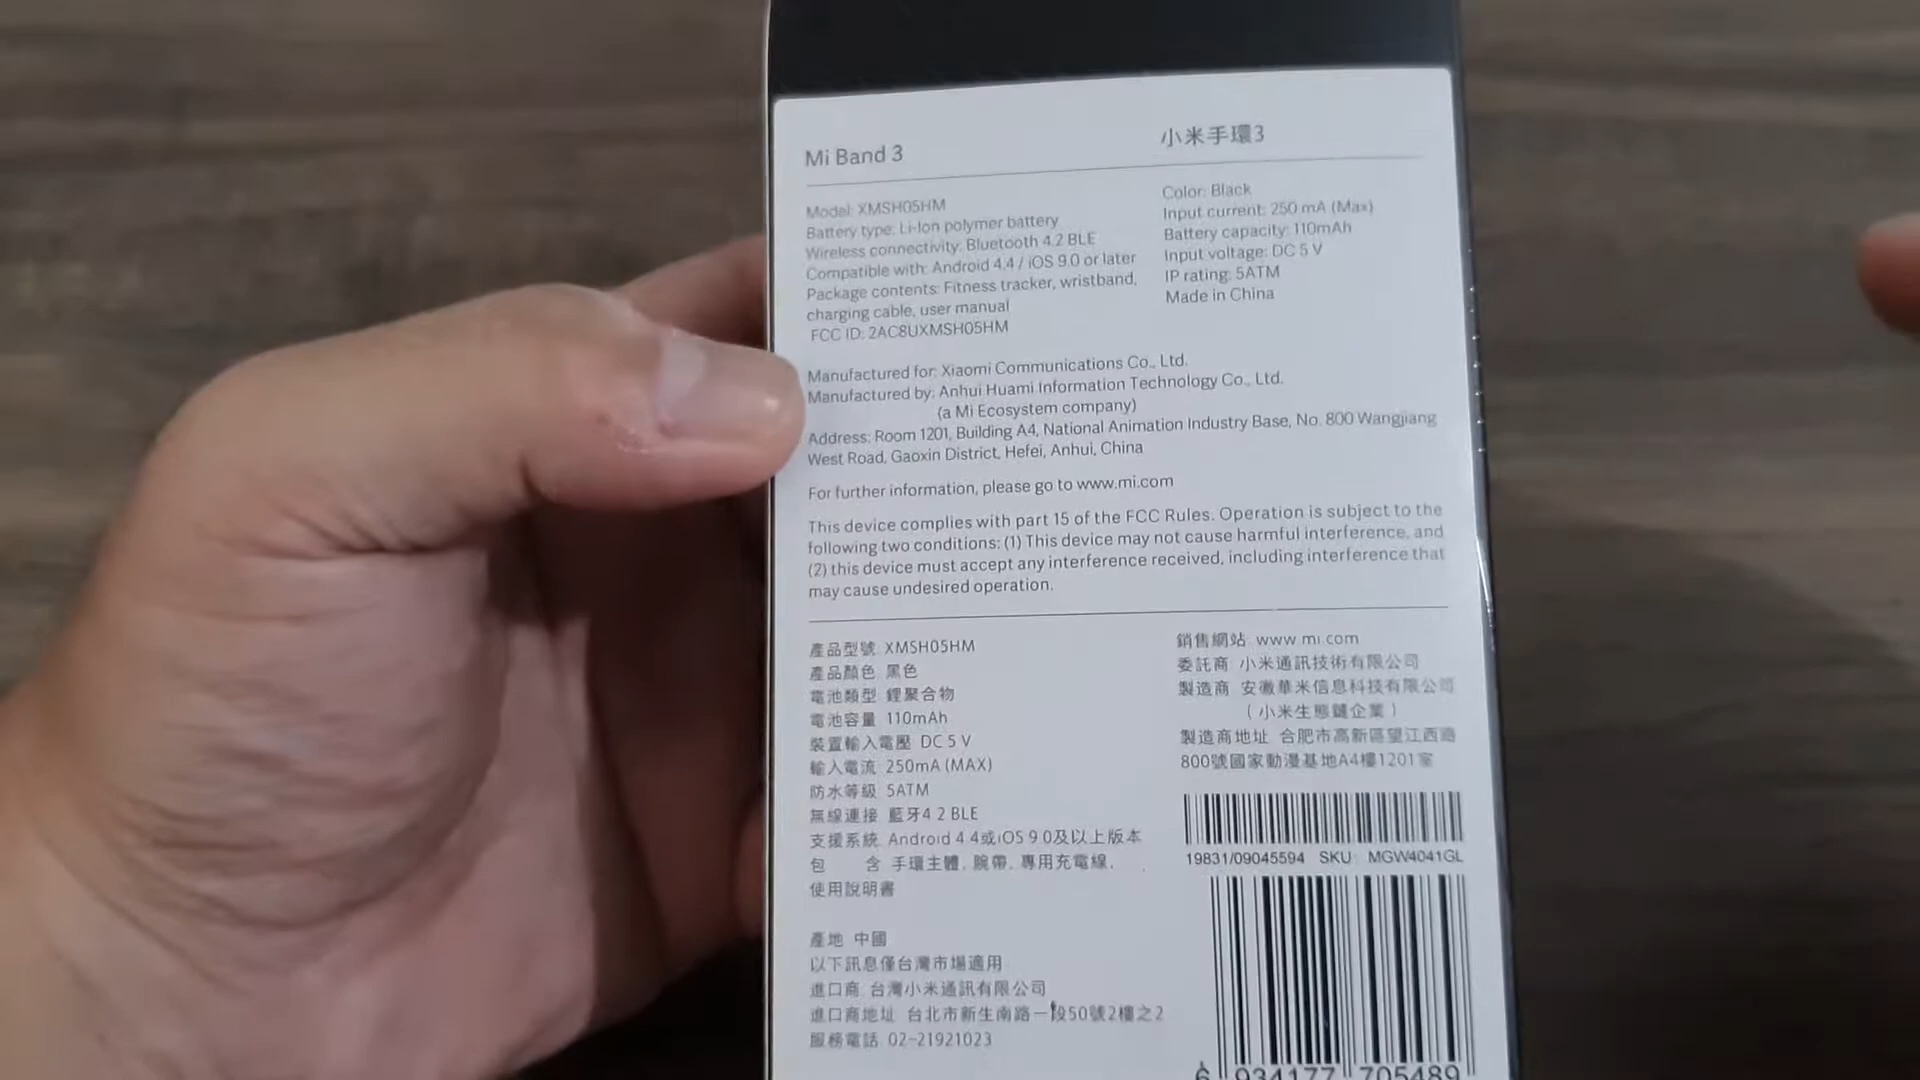 Mi Band 3
小米手環3
Model: XMSH05HM
Battery type: Li-Ion polymer battery
Wireless connectivity: Bluetooth 4.2 BLE
Compatible with: Android 4.4 / iOS 9.0 or later
Package contents: Fitness tracker, wristband,
charging cable, user manual
FCC ID: 2AC8UXMSH05HM
Color: Black
Input current: 250 mA (Max)
Battery capacity: 110mAh
Input voltage: DC 5 V
IP rating: 5ATM
Made in China
Manufactured for: Xiaomi Communications Co., Ltd.
Manufactured by: Anhui Huami Information Technology Co., Ltd.
(a Mi Ecosystem company)
Address: Room 1201, Building A4, National Animation Industry Base, No. 800 Wangjiang
West Road, Gaoxin District, Hefei, Anhui, China
For further information, please go to www.mi.com
This device complies with part 15 of the FCC Rules. Operation is subject to the
following two conditions: (1) This device may not cause harmful interference, and
(2) this device must accept any interference received, including interference that
may cause undesired operation.
產品型號 XMSH05HM
產品顏色 黑色
電池類型 鋰聚合物
電池容量 110mAh
裝置輸入電壓 DC 5 V
輸入電流 250mA (MAX)
防水等級 5ATM
無線連接 藍牙4.2 BLE
支援系統 Android 4.4或iOS 9.0及以上版本
包 含 手環主體, 腕帶, 專用充電線,
使用說明書
產地 中國
以下訊息僅台灣市場適用
進口商 台灣小米通訊有限公司
進口商地址 台北市新生南路一段50號2樓之2
服務電話 02-21921023
銷售網站 www.mi.com
委託商 小米通訊技術有限公司
製造商 安徽華米信息科技有限公司
(小米生態鏈企業)
製造商地址 合肥市高新區望江西路
800號國家動漫基地A4樓1201室
19831/09045594 SKU: MGW4041GL
6 934177 705489